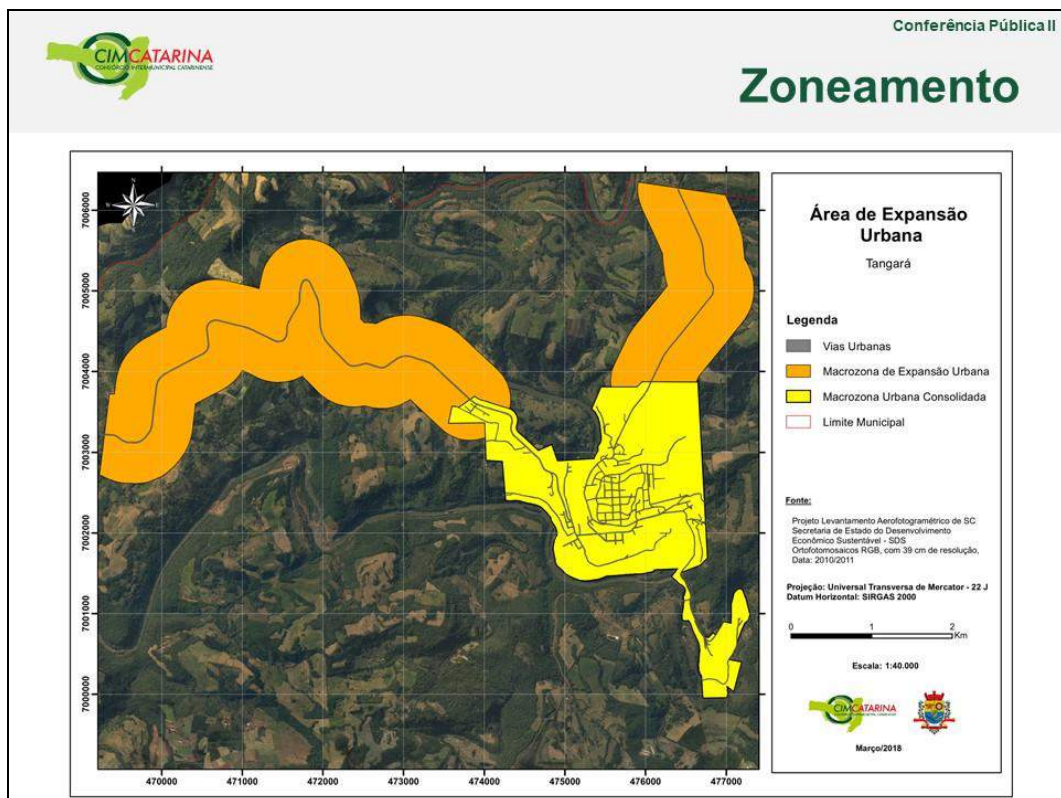 Conferência Pública II
CIMCATARINA
CONSÓRCIO INTERMUNICIPAL CATARINENSE
Zoneamento
N
Área de Expansão
Urbana
Tangará
Legenda
Vias Urbanas
Macrozona de Expansão Urbana
Macrozona Urbana Consolidada
Limite Municipal
Fonte:
Projeto Levantamento Aerofotogramétrico de SC
Secretaria de Estado do Desenvolvimento
Econômico Sustentável - SDS
Ortofotomosaicos RGB, com 39 cm de resolução,
Data: 2010/2011
Projeção: Universal Transversa de Mercator - 22 J
Datum Horizontal: SIRGAS 2000
0 1 2
Km
Escala: 1:40.000
CIMCATARINA
Março/2018
7006000
7005000
7004000
7003000
7002000
7001000
7000000
470000 471000 472000 473000 474000 475000 476000 477000